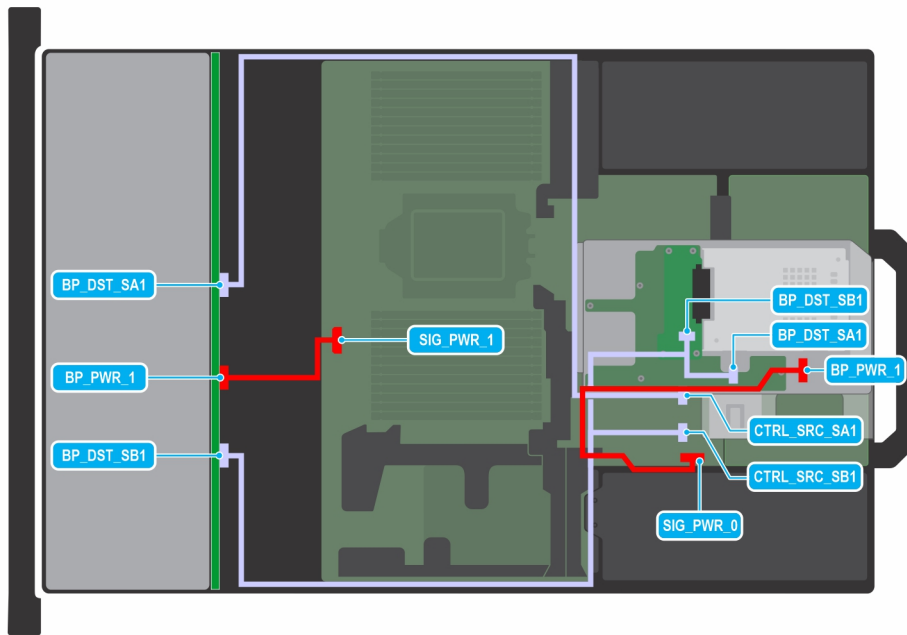 BP_DST_SA1
BP_PWR_1
BP_DST_SB1
SIG_PWR_1
BP_DST_SB1
BP_DST_SA1
BP_PWR_1
CTRL_SRC_SA1
CTRL_SRC_SB1
SIG_PWR_0